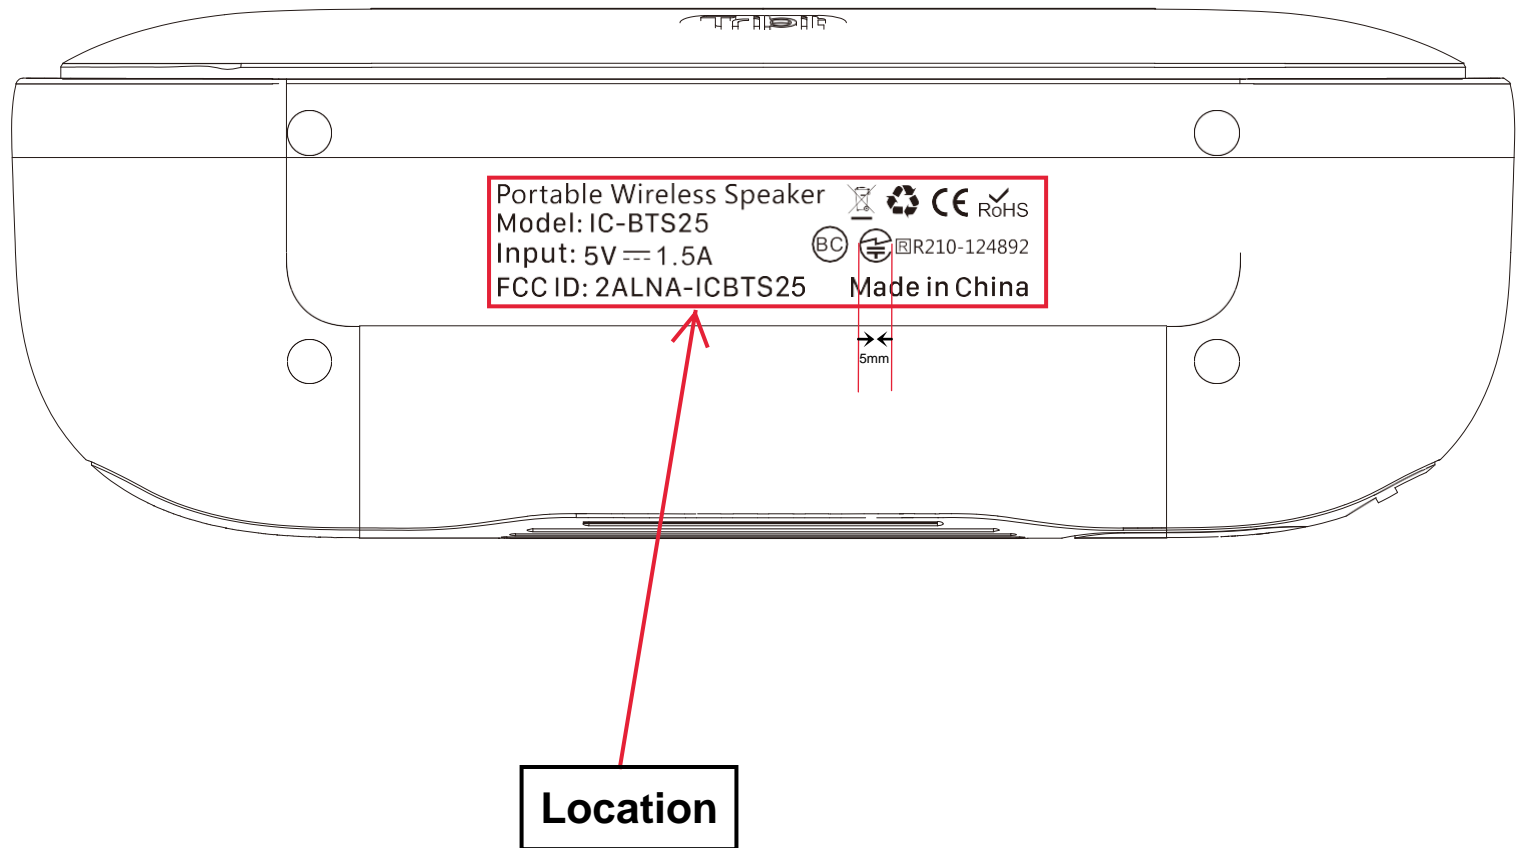 Tribit
Portable Wireless Speaker
Model: IC-BTS25
Input: 5V 1.5A
FCC ID: 2ALNA-ICBTS25
CE RoHS
BC R R210-124892
Made in China
5mm
Location